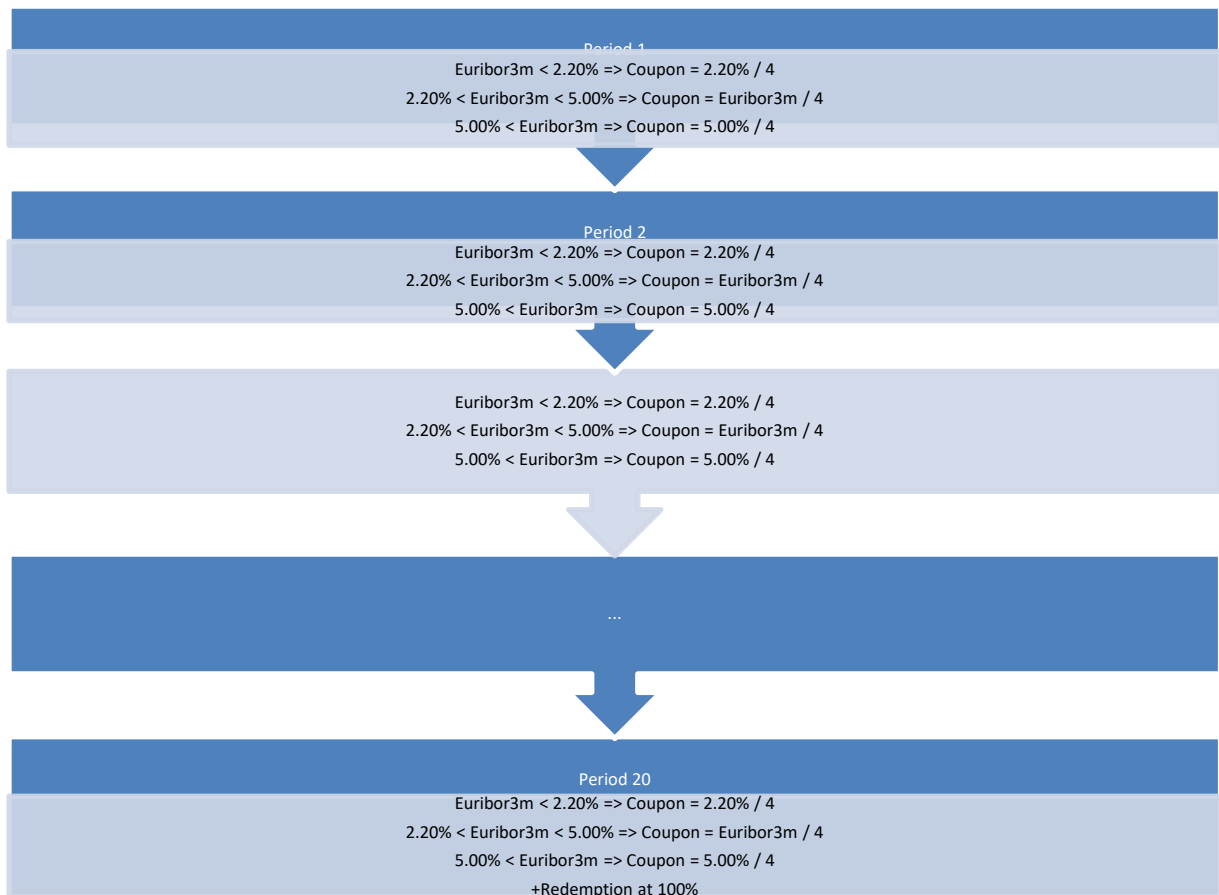 Period 1
Euribor3m < 2.20% => Coupon = 2.20% / 4
2.20% < Euribor3m < 5.00% => Coupon = Euribor3m / 4
5.00% < Euribor3m => Coupon = 5.00% / 4
Period 2
Euribor3m < 2.20% => Coupon = 2.20% / 4
2.20% < Euribor3m < 5.00% => Coupon = Euribor3m / 4
5.00% < Euribor3m => Coupon = 5.00% / 4
Euribor3m < 2.20% => Coupon = 2.20% / 4
2.20% < Euribor3m < 5.00% => Coupon = Euribor3m / 4
5.00% < Euribor3m => Coupon = 5.00% / 4
...
Period 20
Euribor3m < 2.20% => Coupon = 2.20% / 4
2.20% < Euribor3m < 5.00% => Coupon = Euribor3m / 4
5.00% < Euribor3m => Coupon = 5.00% / 4
+Redemption at 100%